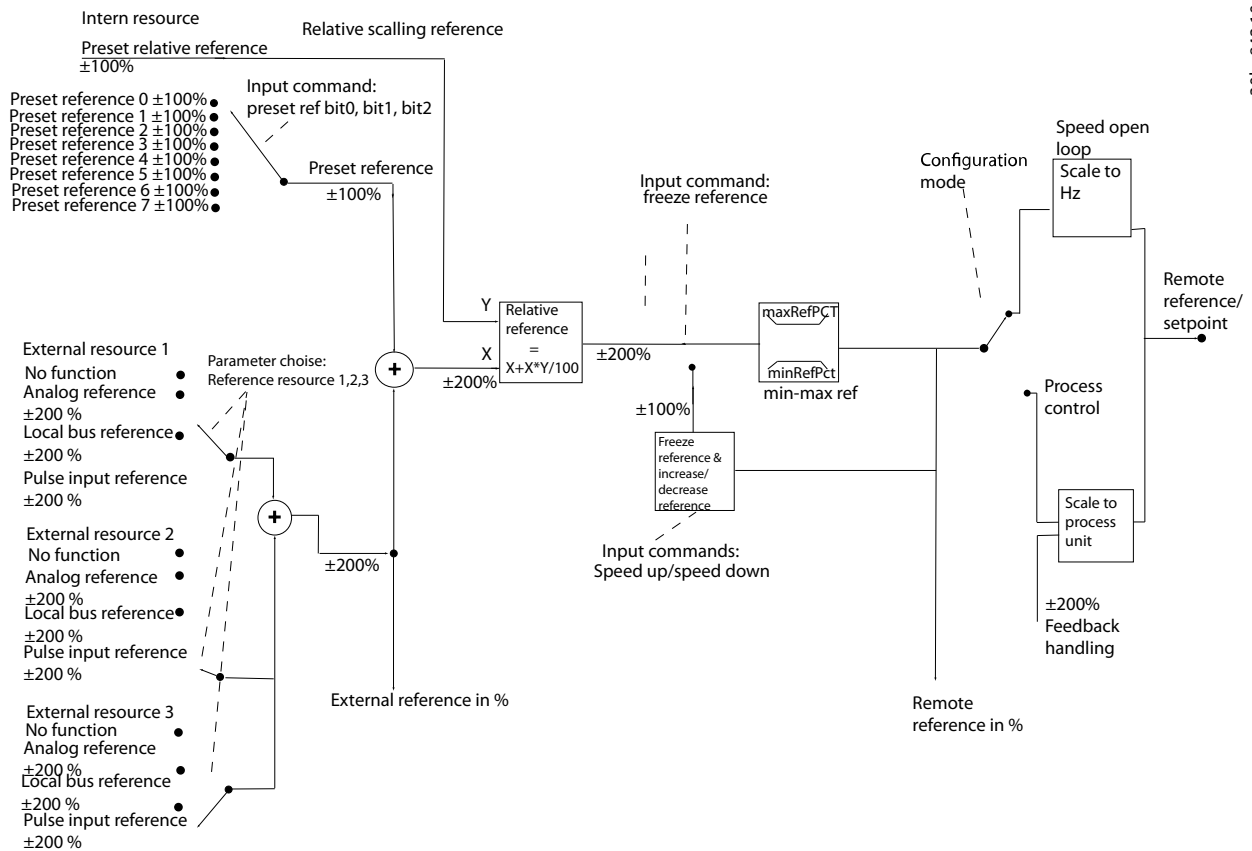 Intern resource
Relative scalling reference
Preset relative reference
±100%
Input command:
preset ref bit0, bit1, bit2
Preset reference 0 ±100%
Preset reference 1 ±100%
Preset reference 2 ±100%
Preset reference 3 ±100%
Preset reference 4 ±100%
Preset reference 5 ±100%
Preset reference 6 ±100%
Preset reference 7 ±100%
Preset reference
±100%
Input command:
freeze reference
Configuration
mode
Speed open
loop
Scale to
Hz
Remote
reference/
setpoint
Y
X
±200%
Relative
reference
=
X+X*Y/100
±200%
maxRefPCT
minRefPct
min-max ref
±100%
Freeze
reference &
increase/
decrease
reference
Input commands:
Speed up/speed down
Process
control
Scale to
process
unit
±200%
Feedback
handling
Remote
reference in %
External resource 1
No function
Analog reference
±200 %
Local bus reference
±200 %
Pulse input reference
±200 %
Parameter choise:
Reference resource 1,2,3
+
+
±200%
External resource 2
No function
Analog reference
±200 %
Local bus reference
±200 %
Pulse input reference
±200 %
External reference in %
External resource 3
No function
Analog reference
±200 %
Local bus reference
±200 %
Pulse input reference
±200 %